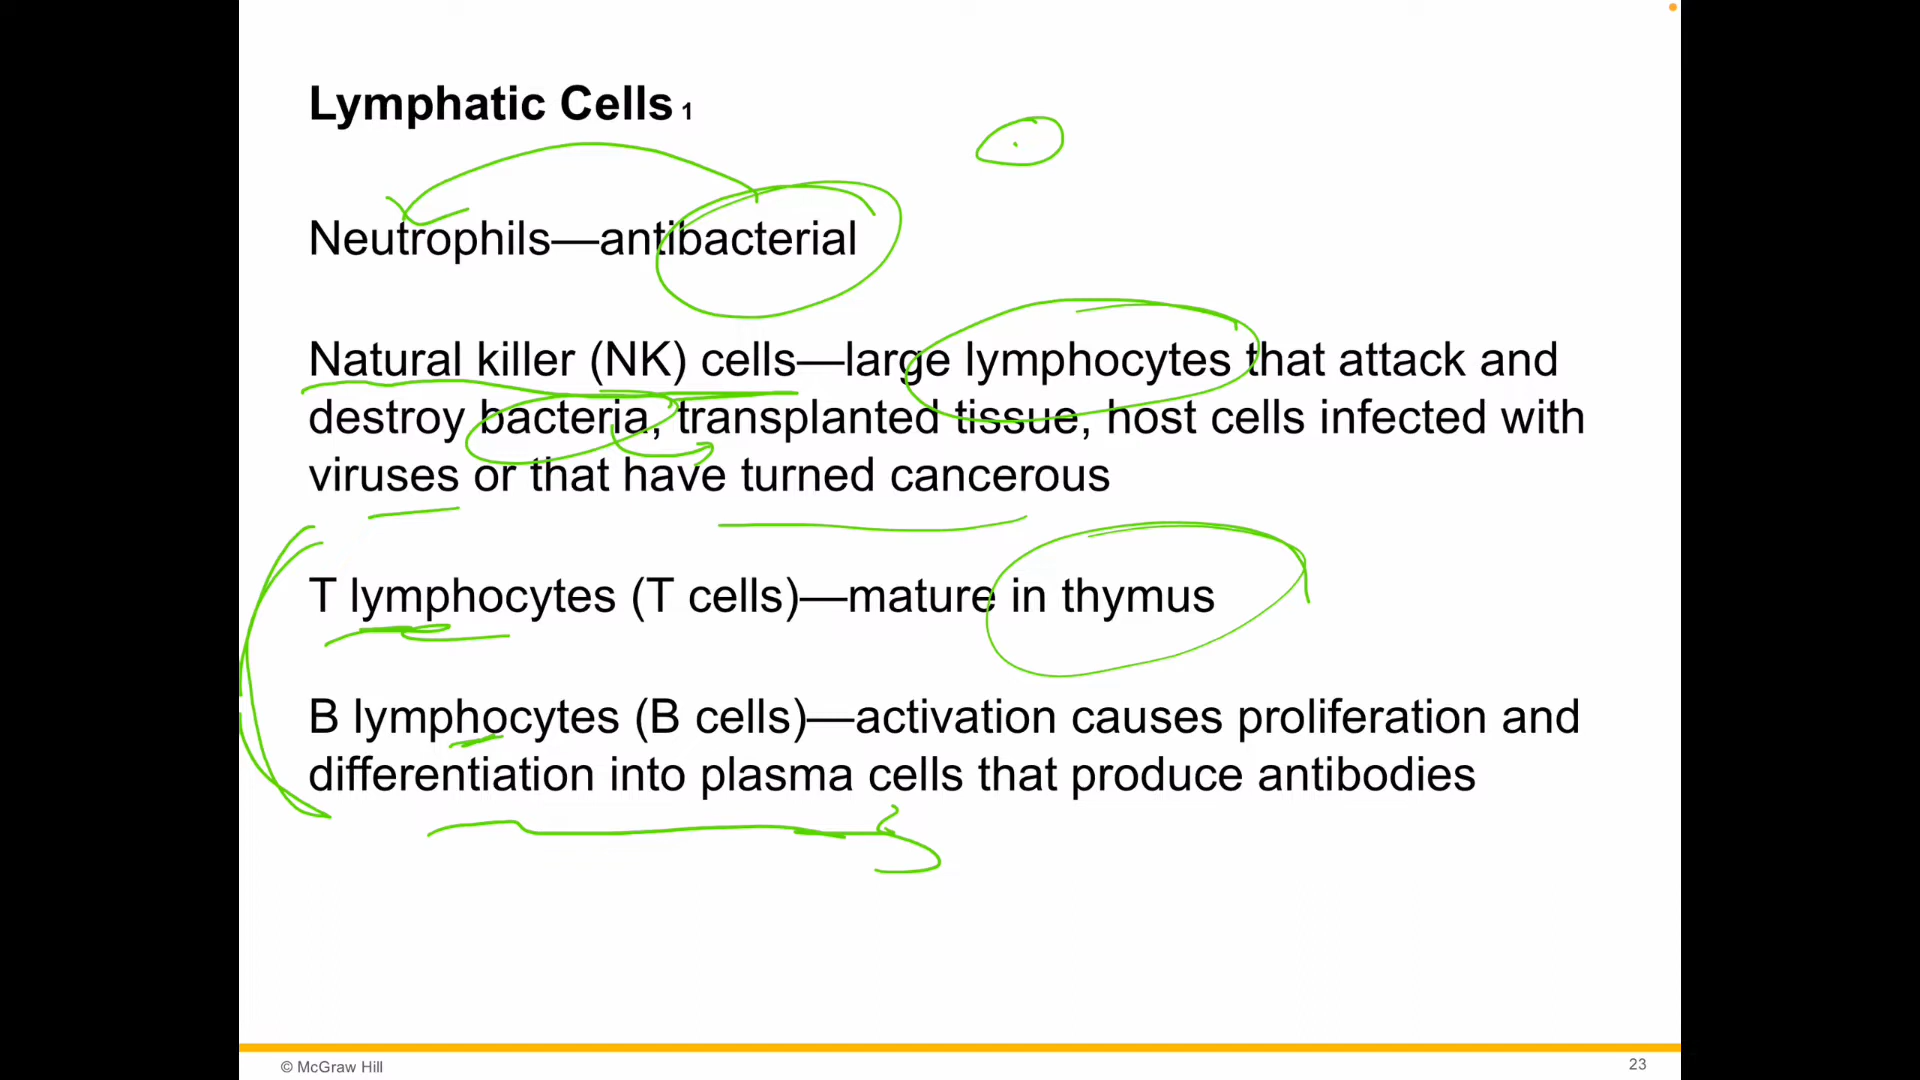 Lymphatic Cells 1
Neutrophils—antibacterial
Natural killer (NK) cells—large lymphocytes that attack and
destroy bacteria, transplanted tissue, host cells infected with
viruses or that have turned cancerous
T lymphocytes (T cells)—mature in thymus
B lymphocytes (B cells)—activation causes proliferation and
differentiation into plasma cells that produce antibodies
© McGraw Hill
23